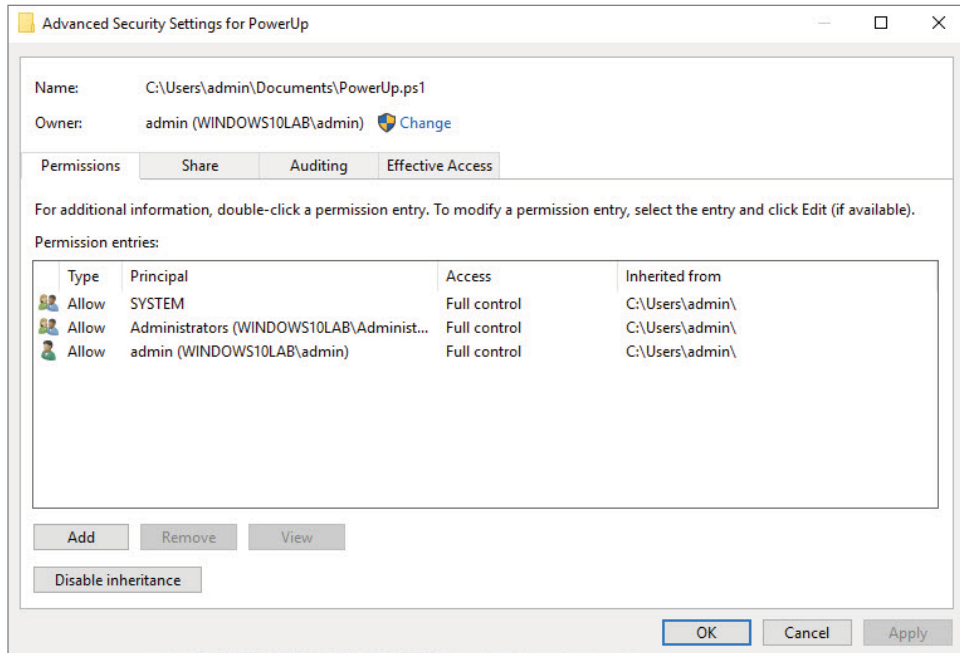 Advanced Security Settings for PowerUp
Name: C:\Users\admin\Documents\PowerUp.ps1
Owner: admin (WINDOWS10LAB\admin) Change
Permissions Share Auditing Effective Access
For additional information, double-click a permission entry. To modify a permission entry, select the entry and click Edit (if available).
Permission entries:
Type Principal Access Inherited from
Allow SYSTEM Full control C:\Users\admin\
Allow Administrators (WINDOWS10LAB\Administ... Full control C:\Users\admin\
Allow admin (WINDOWS10LAB\admin) Full control C:\Users\admin\
Add Remove View
Disable inheritance
OK Cancel Apply